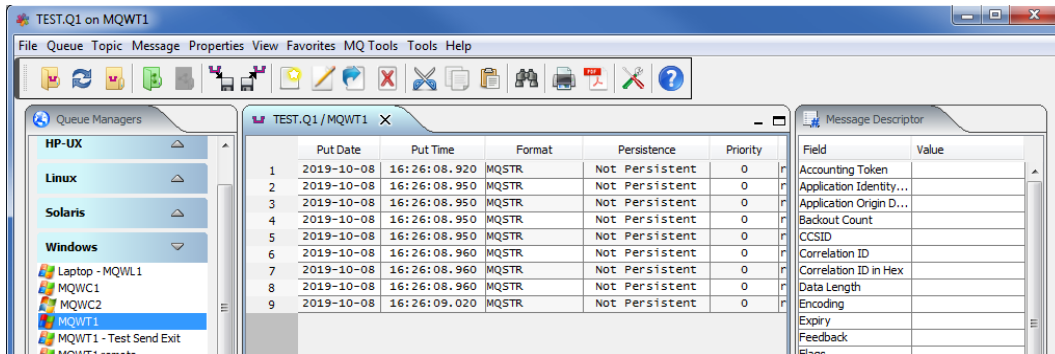 TEST.Q1 on MQWT1
File Queue Topic Message Properties View Favorites MQ Tools Tools Help
PDF
Queue Managers
HP-UX
Linux
Solaris
Windows
Laptop - MQWL1
MQWC1
MQWC2
MQWT1
MQWT1 - Test Send Exit
MQWT1 remote
TEST.Q1 / MQWT1
Put Date Put Time Format Persistence Priority
1 2019-10-08 16:26:08.920 MQSTR Not Persistent 0
2 2019-10-08 16:26:08.950 MQSTR Not Persistent 0
3 2019-10-08 16:26:08.950 MQSTR Not Persistent 0
4 2019-10-08 16:26:08.950 MQSTR Not Persistent 0
5 2019-10-08 16:26:08.950 MQSTR Not Persistent 0
6 2019-10-08 16:26:08.960 MQSTR Not Persistent 0
7 2019-10-08 16:26:08.960 MQSTR Not Persistent 0
8 2019-10-08 16:26:08.960 MQSTR Not Persistent 0
9 2019-10-08 16:26:09.020 MQSTR Not Persistent 0
Message Descriptor
Field Value
Accounting Token
Application Identity...
Application Origin D...
Backout Count
CCSID
Correlation ID
Correlation ID in Hex
Data Length
Encoding
Expiry
Feedback
Flags